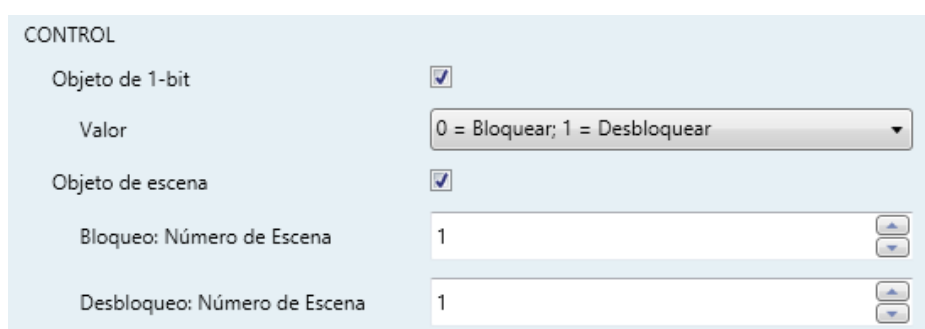 CONTROL
Objeto de 1-bit
Valor 0 = Bloquear; 1 = Desbloquear
Objeto de escena
Bloqueo: Número de Escena 1
Desbloqueo: Número de Escena 1